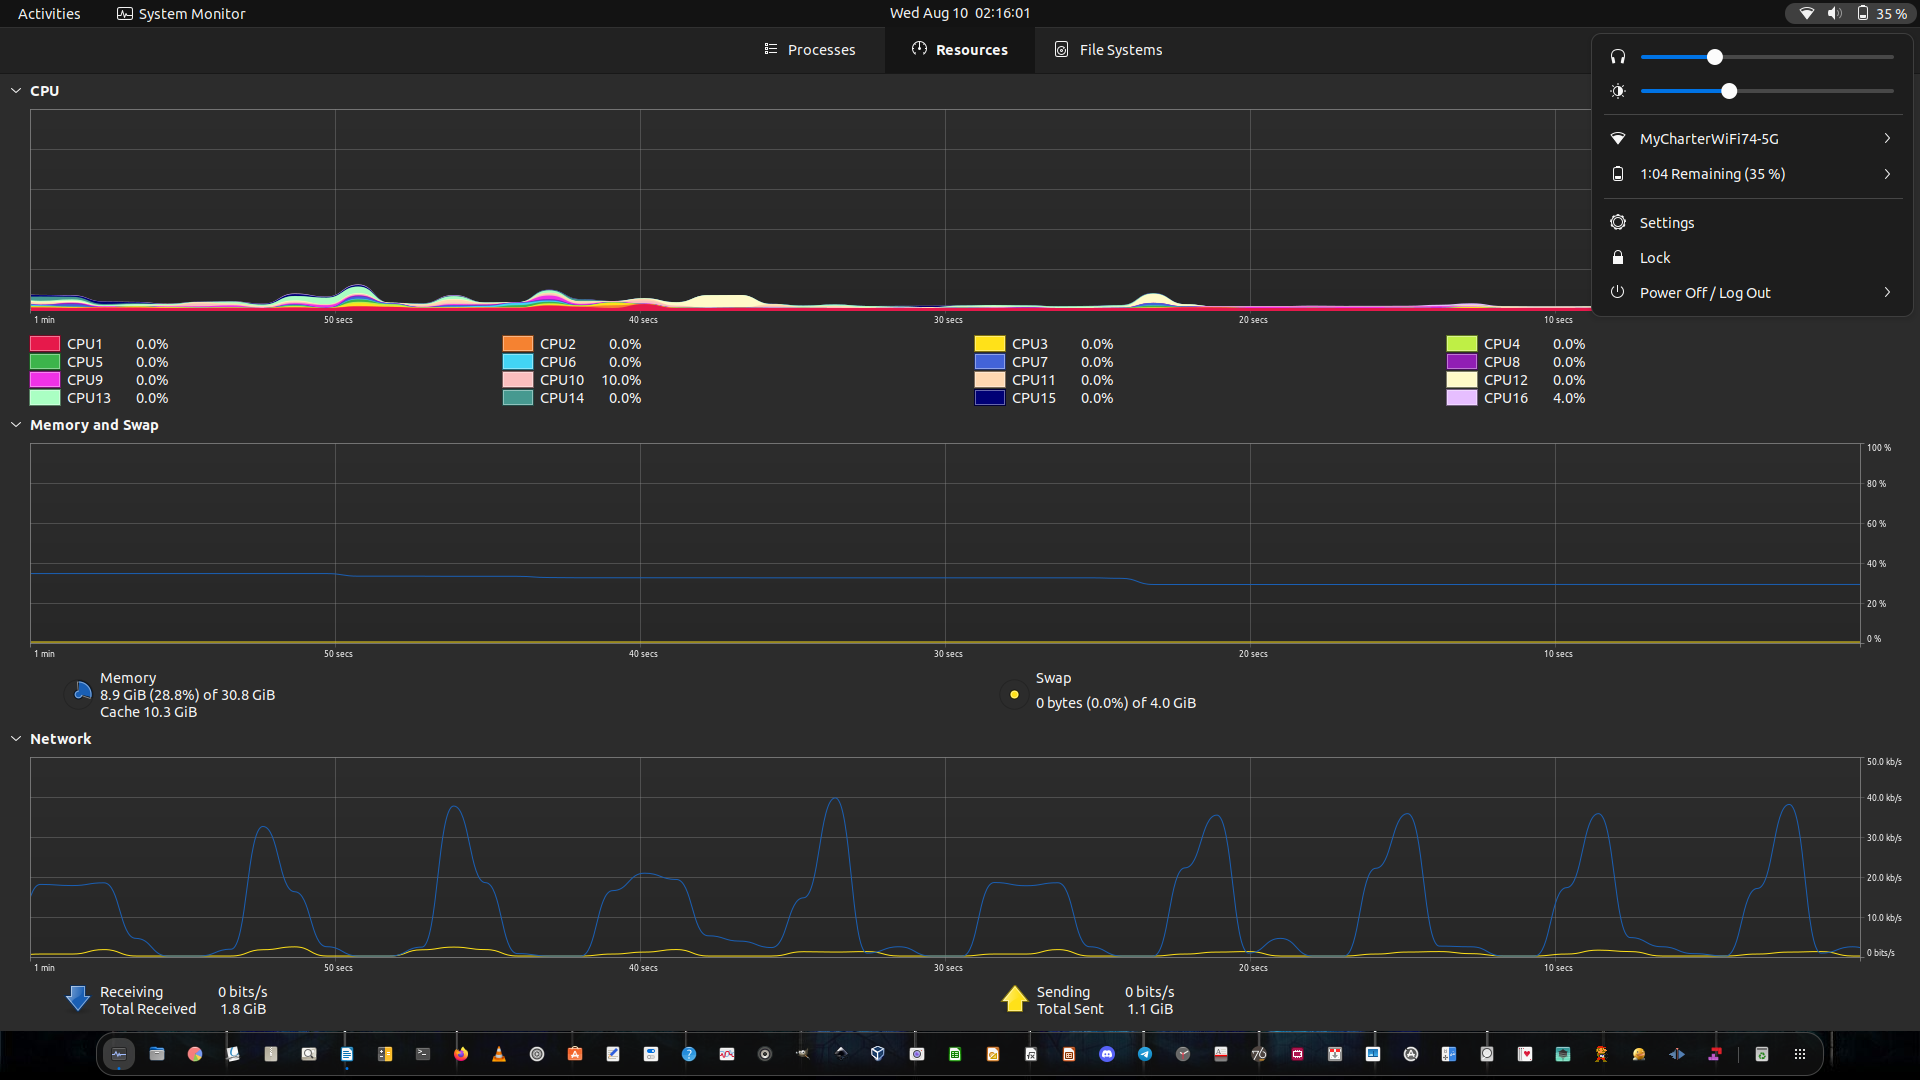 Activities System Monitor Wed Aug 10 02:16:01 35 %
Processes Resources File Systems
CPU
1 min 50 secs 40 secs 30 secs 20 secs 10 secs
CPU1 0.0% CPU2 0.0% CPU3 0.0% CPU4 0.0%
CPU5 0.0% CPU6 0.0% CPU7 0.0% CPU8 0.0%
CPU9 0.0% CPU10 10.0% CPU11 0.0% CPU12 0.0%
CPU13 0.0% CPU14 0.0% CPU15 0.0% CPU16 4.0%
MyCharterWiFi74-5G
1:04 Remaining (35 %)
Settings
Lock
Power Off / Log Out
Memory and Swap
100 %
80 %
60 %
40 %
20 %
0 %
1 min 50 secs 40 secs 30 secs 20 secs 10 secs
Memory
8.9 GiB (28.8%) of 30.8 GiB
Cache 10.3 GiB
Swap
0 bytes (0.0%) of 4.0 GiB
Network
50.0 kb/s
40.0 kb/s
30.0 kb/s
20.0 kb/s
10.0 kb/s
0 bits/s
1 min 50 secs 40 secs 30 secs 20 secs 10 secs
Receiving 0 bits/s
Total Received 1.8 GiB
Sending 0 bits/s
Total Sent 1.1 GiB